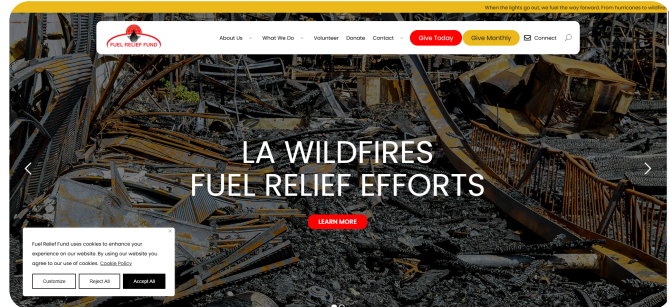 When the lights go out, we fuel the way forward. From hurricanes to wildfire
FUEL RELIEF FUND
About Us What We Do Volunteer Donate Contact Give Today Give Monthly Connect
LA WILDFIRES
FUEL RELIEF EFFORTS
LEARN MORE
Fuel Relief Fund uses cookies to enhance your
experience on our website. By using our website you
agree to our use of cookies. Cookie Policy
Customize Reject All Accept All